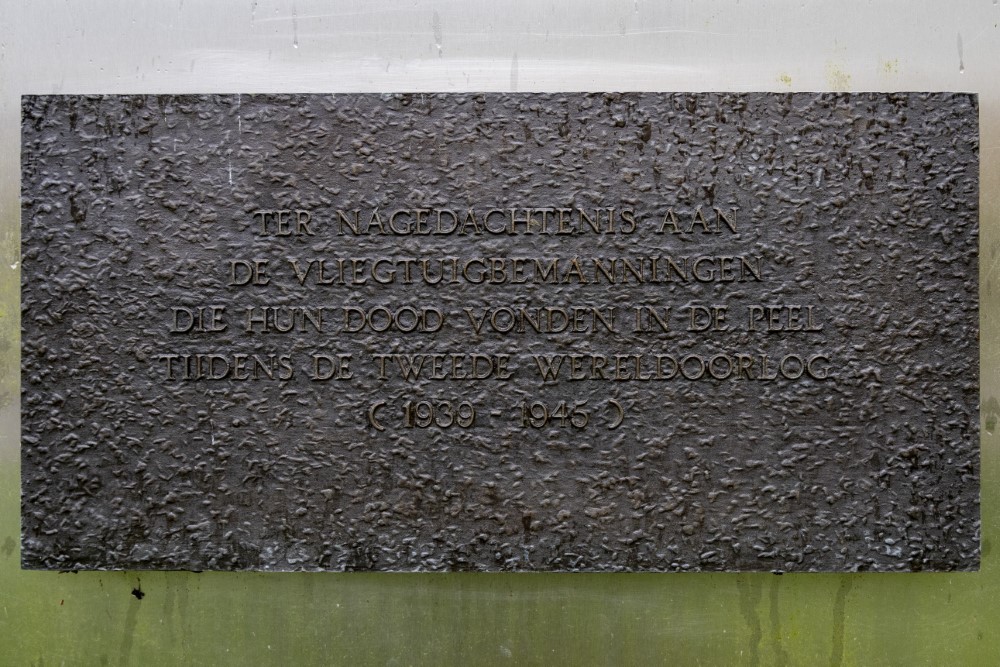 TER NAGEDACHTENIS AAN
DE VLIEGTUIGBEMANNINGEN
DIE HUN DOOD VONDEN IN DE PEEL
TIJDENS DE TWEEDE WERELDOORLOG
( 1939 - 1945 )